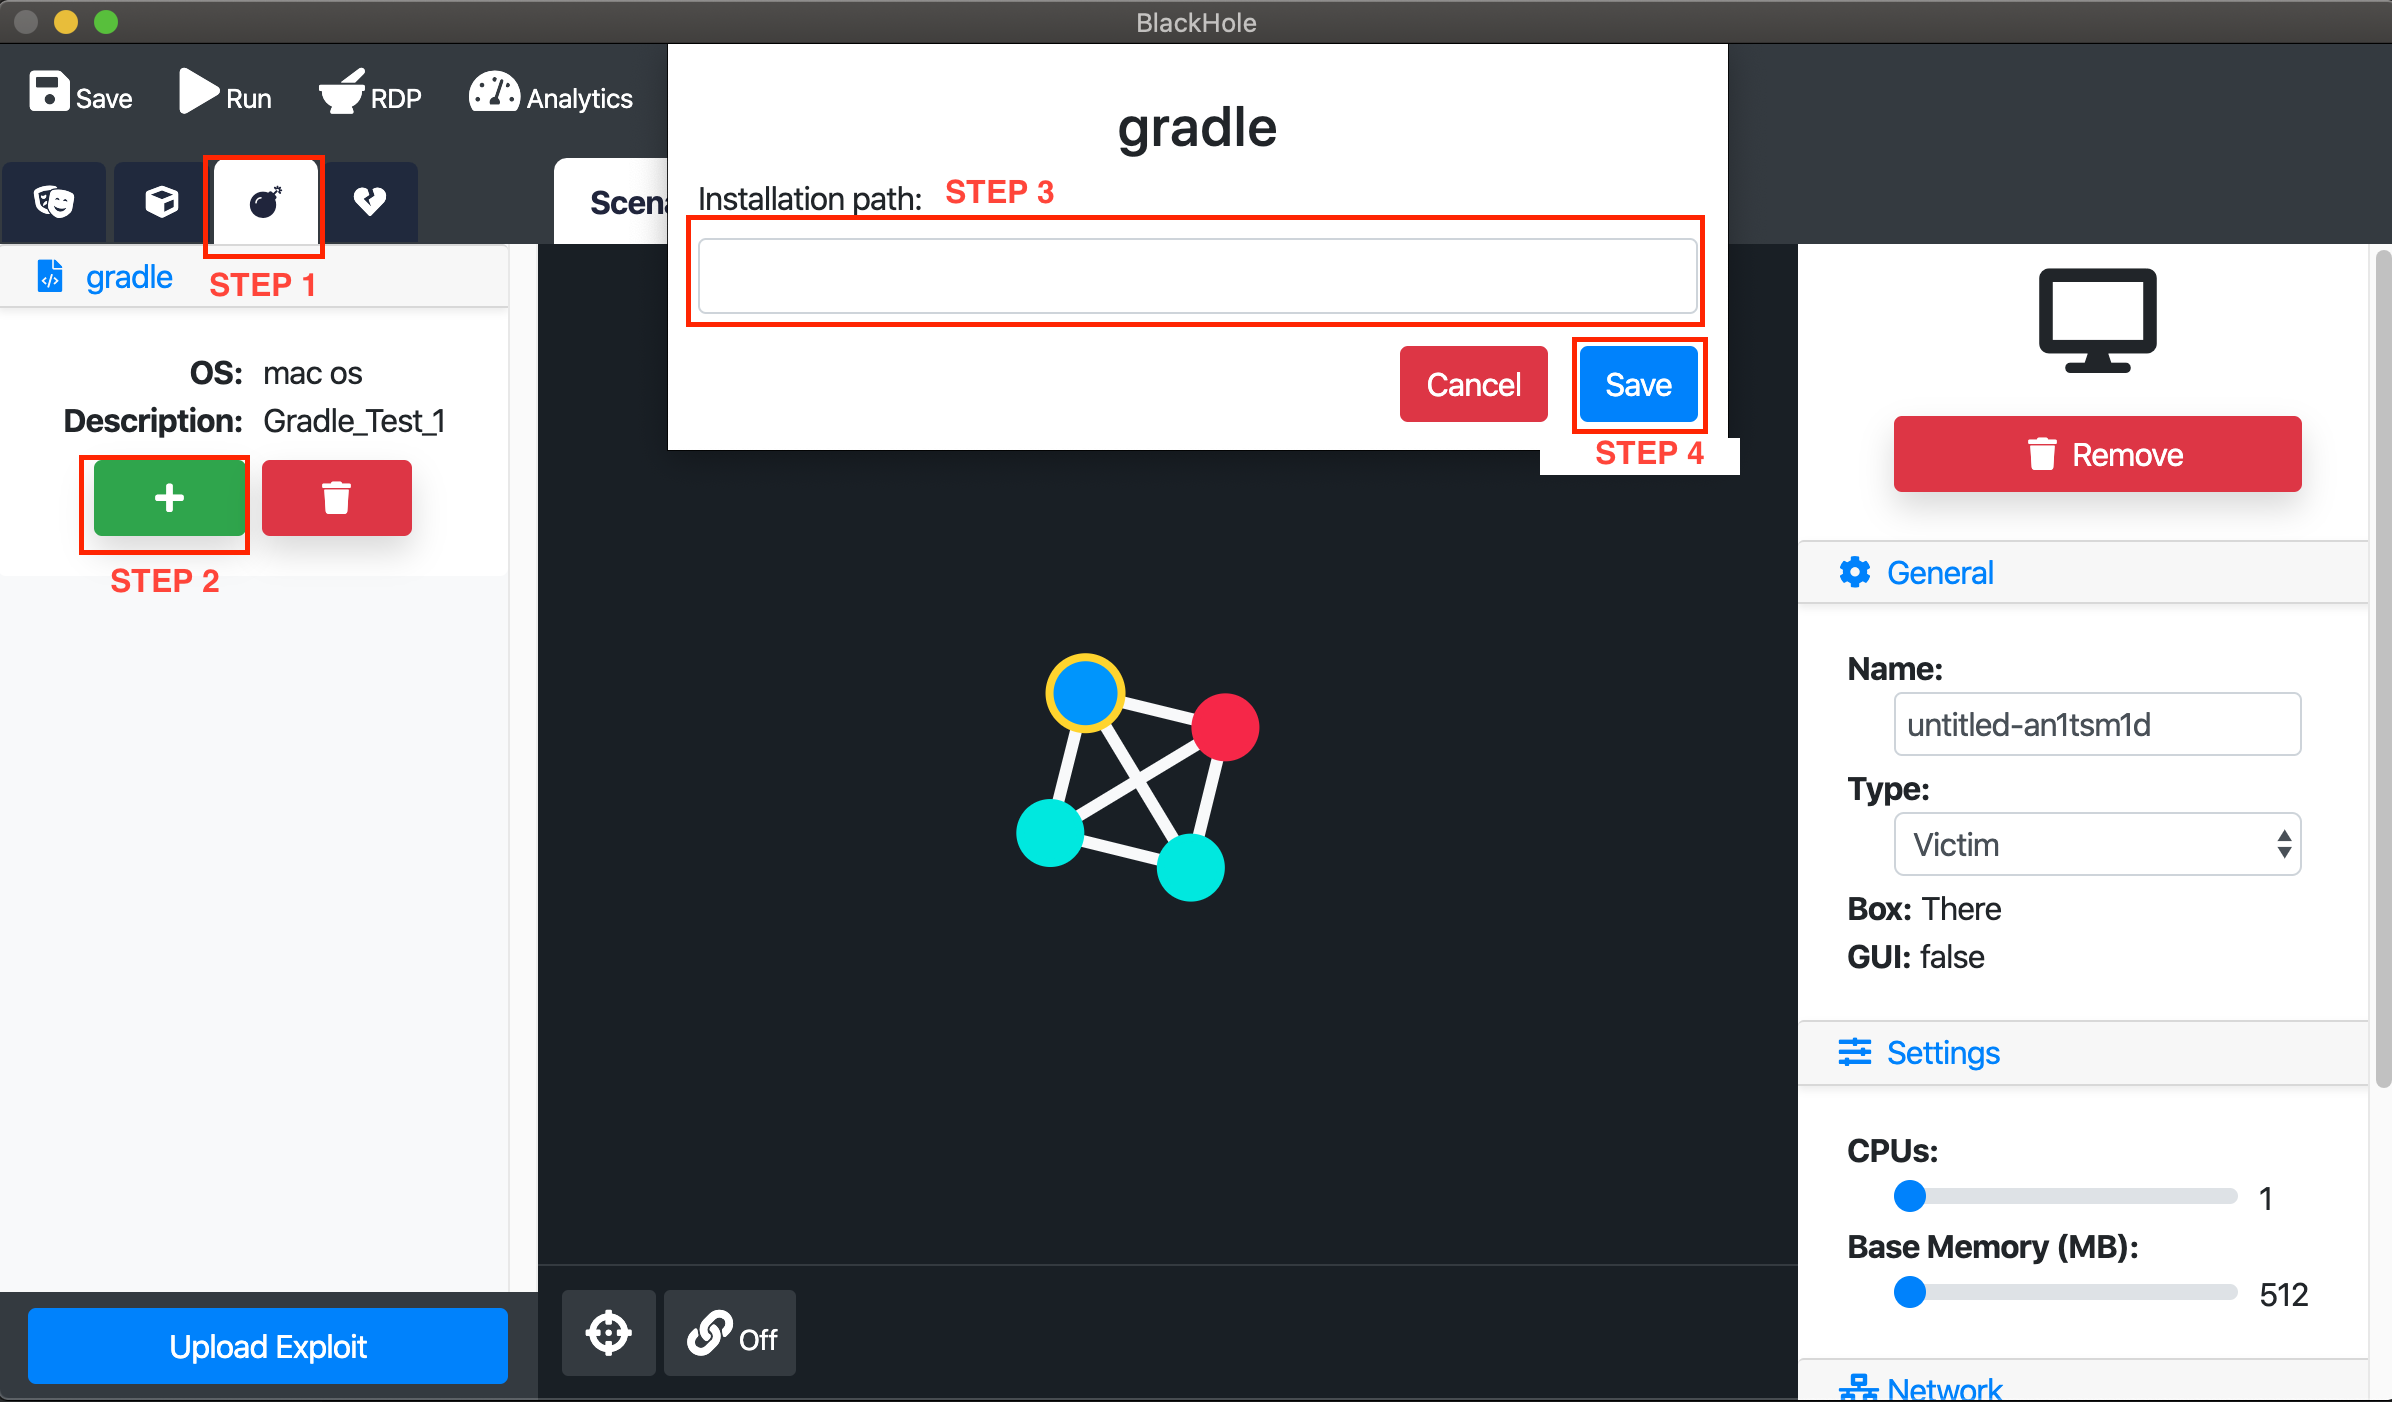 BlackHole
Save
Run
RDP
Analytics
gradle
Installation path:
STEP 3
Cancel
Save
STEP 4
STEP 1
gradle
OS: mac os
Description: Gradle_Test_1
STEP 2
Upload Exploit
Off
Remove
General
Name:
untitled-an1tsm1d
Type:
Victim
Box: There
GUI: false
Settings
CPUs:
1
Base Memory (MB):
512
Network